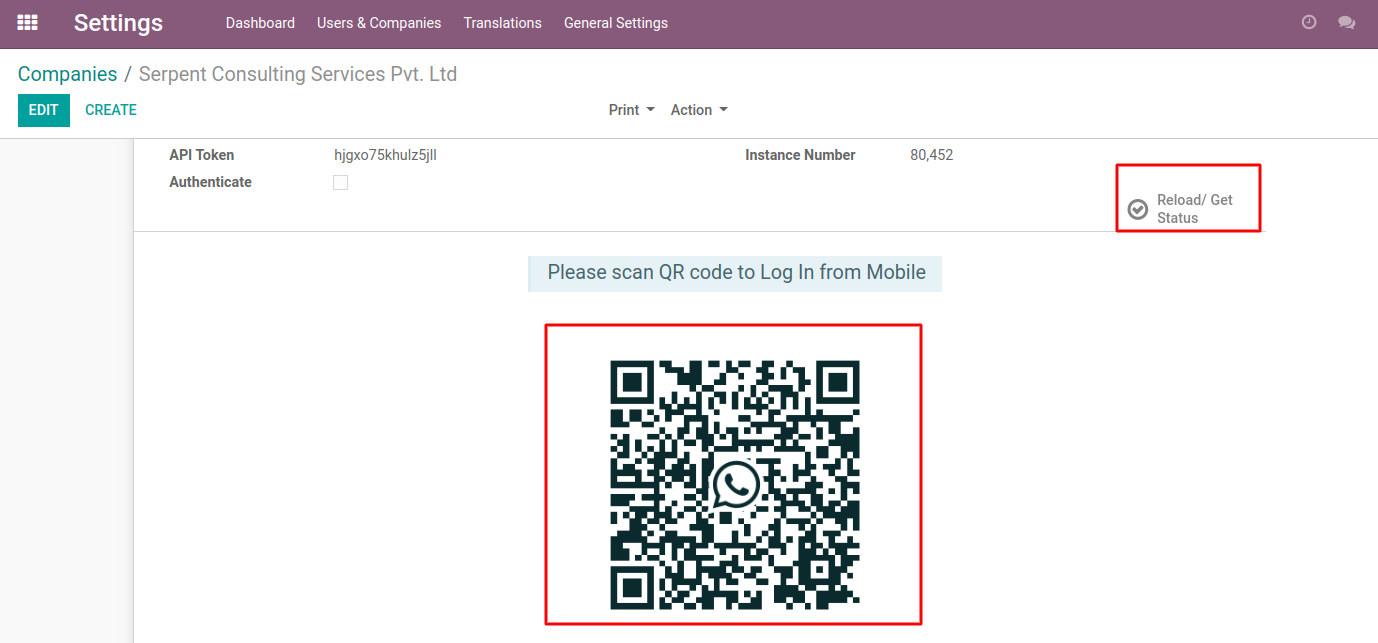 Settings Dashboard Users & Companies Translations General Settings
Companies / Serpent Consulting Services Pvt. Ltd
EDIT CREATE Print Action
API Token hjgxo75khulz5jll Instance Number 80,452
Authenticate
Reload/ Get
Status
Please scan QR code to Log In from Mobile